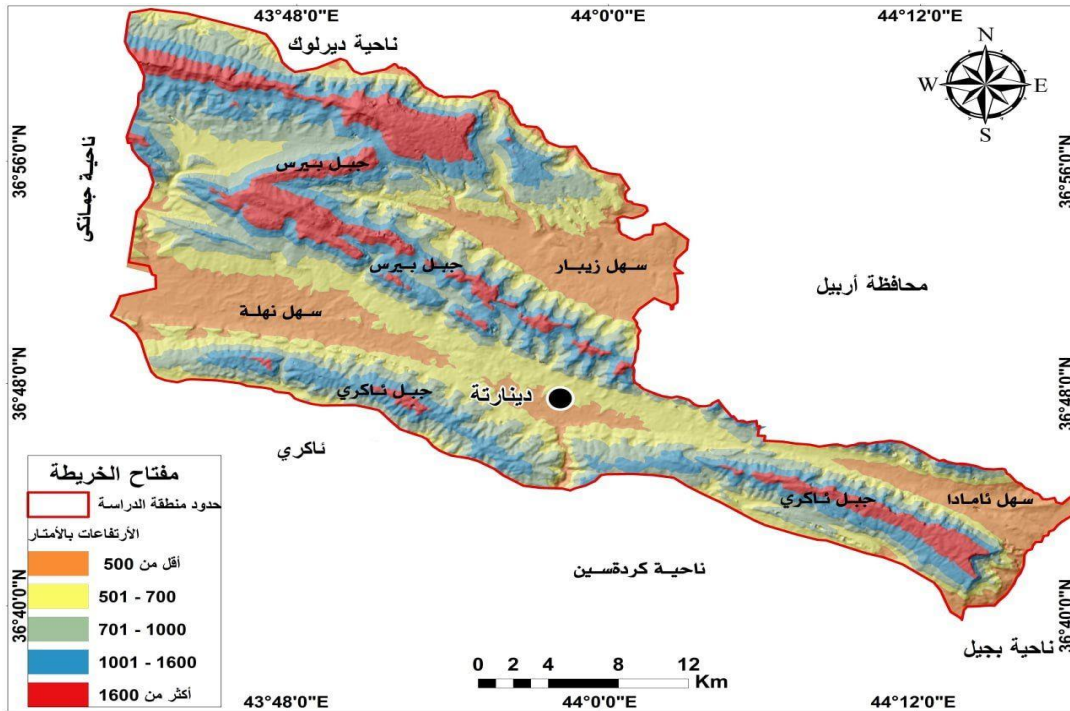 43°48'0"E 44°0'0"E 44°12'0"E
ناحية ديرلوك
N
W E
S
36°56'0"N 36°56'0"N
ناحية جمانكى
جبل بيرس
سهل زيبار
جبل بيرس
محافظة أربيل
سهل نهلة
36°48'0"N 36°48'0"N
جبل ئاكري
دينارتة
ئاكري
سهل ئامادا
جبل ئاكري
ناحية كردةسين
36°40'0"N 36°40'0"N
ناحية بجيل
مفتاح الخريطة
حدود منطقة الدراسة
الأرتفاعات بالأمتار
أقل من 500
501 - 700
701 - 1000
1001 - 1600
أكثر من 1600
0 2 4 8 12
Km
43°48'0"E 44°0'0"E 44°12'0"E